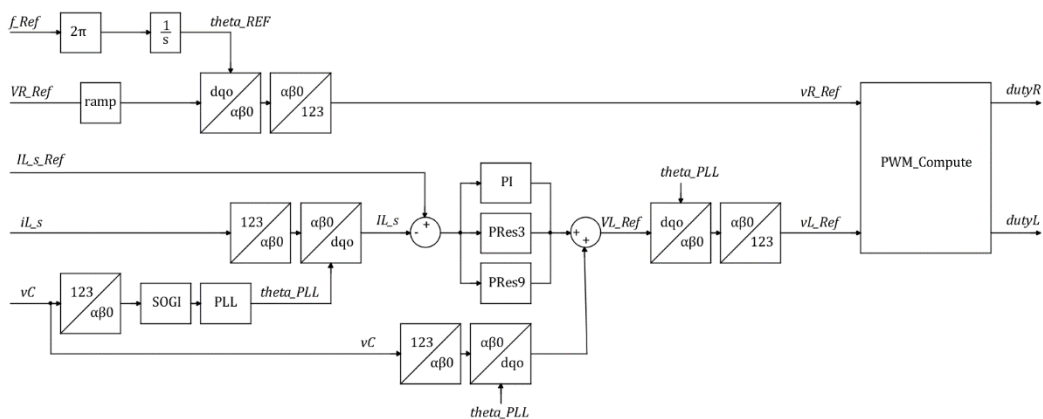 f_Ref
2π
1
s
theta_REF
VR_Ref
ramp
dqo
αβ0
αβ0
123
vR_Ref
dutyR
PWM_Compute
IL_s_Ref
iL_s
123
αβ0
αβ0
dqo
IL_s
+
-
PI
PRes3
PRes9
+
+
VL_Ref
theta_PLL
dqo
αβ0
αβ0
123
vL_Ref
dutyL
vC
123
αβ0
SOGI
PLL
theta_PLL
vC
123
αβ0
αβ0
dqo
theta_PLL